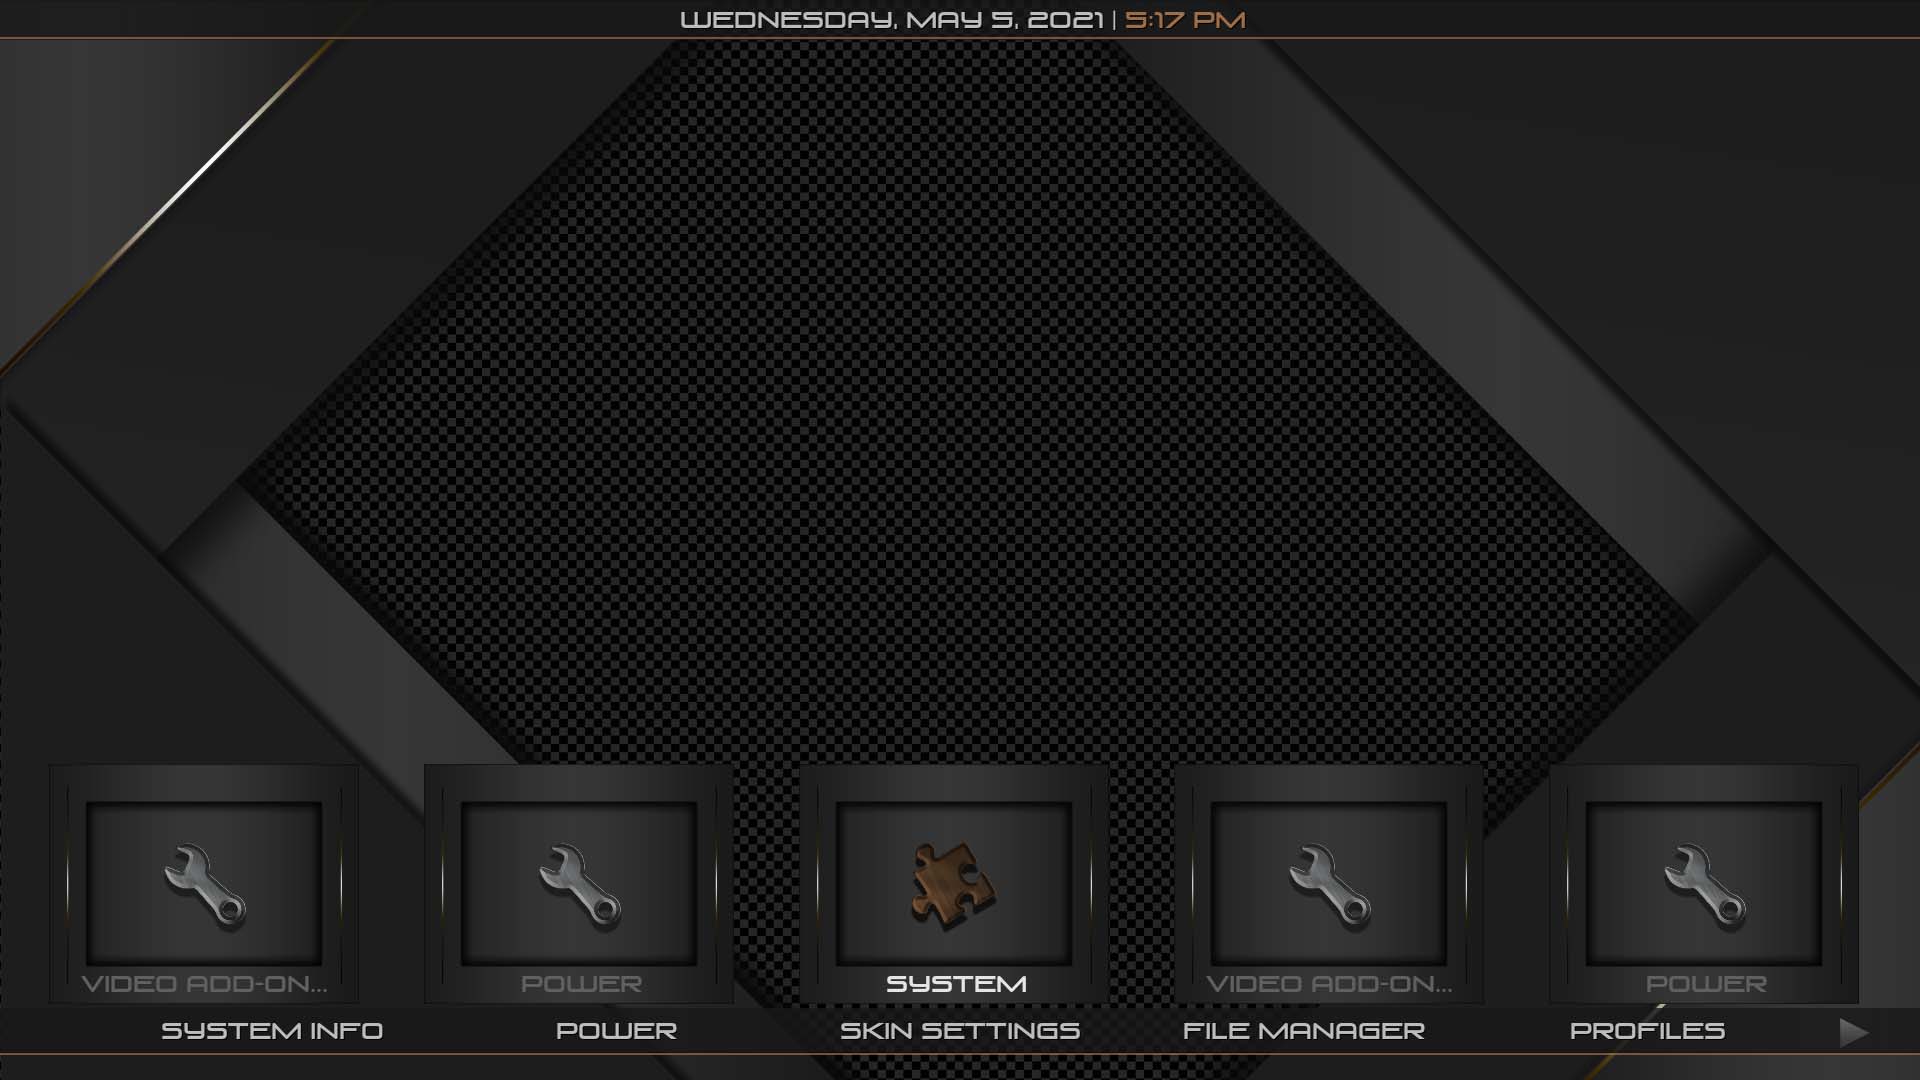 WEDNESDAY, MAY 5, 2021 | 5:17 PM
VIDEO ADD-ON... POWER SYSTEM VIDEO ADD-ON... POWER
SYSTEM INFO POWER SKIN SETTINGS FILE MANAGER PROFILES